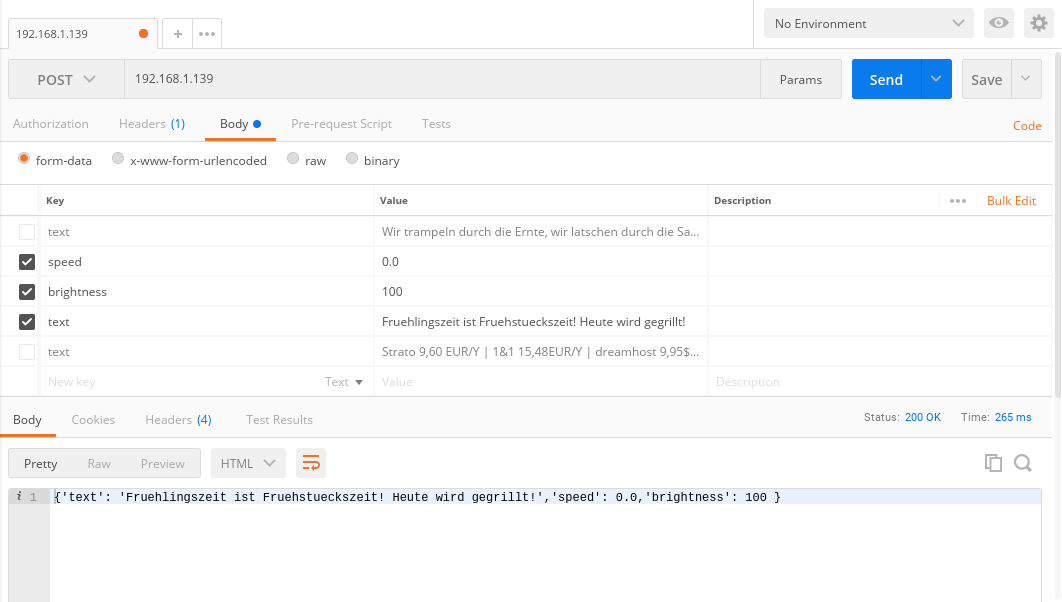 192.168.1.139
No Environment
POST 192.168.1.139 Params Send Save
Authorization Headers (1) Body Pre-request Script Tests Code
form-data x-www-form-urlencoded raw binary
Key Value Description Bulk Edit
text Wir trampeln durch die Ernte, wir latschen durch die Sa...
speed 0.0
brightness 100
text Fruehlingszeit ist Fruehstueckszeit! Heute wird gegrillt!
text Strato 9,60 EUR/Y | 1&1 15,48EUR/Y | dreamhost 9,95$...
New key Text Value Description
Body Cookies Headers (4) Test Results Status: 200 OK Time: 265 ms
Pretty Raw Preview HTML
i 1 {'text': 'Fruehlingszeit ist Fruehstueckszeit! Heute wird gegrillt!','speed': 0.0,'brightness': 100 }